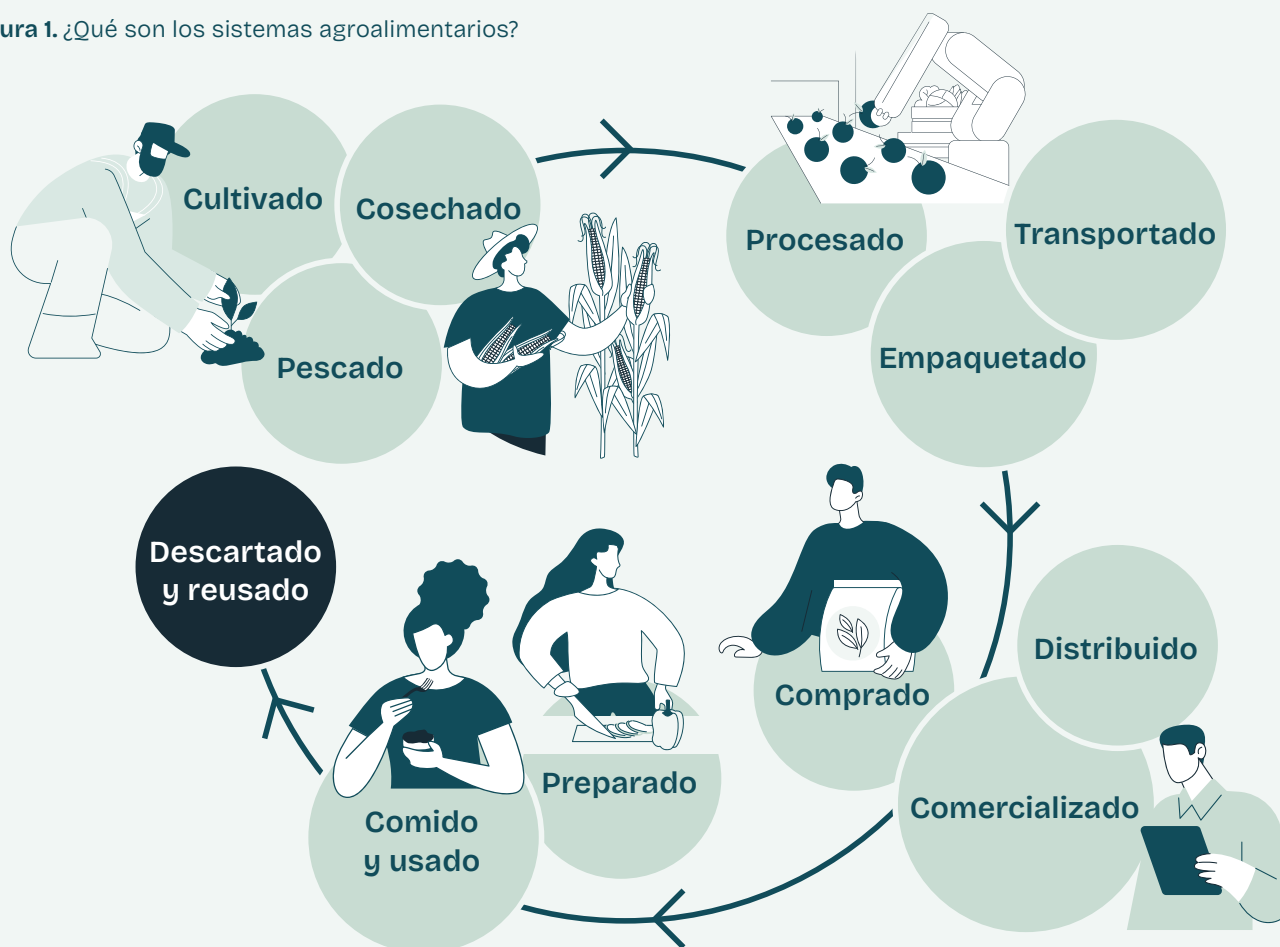 ura 1. ¿Qué son los sistemas agroalimentarios?
Cultivado
Cosechado
Pescado
Procesado
Transportado
Empaquetado
Distribuido
Comercializado
Comprado
Preparado
Comido
y usado
Descartado
y reusado